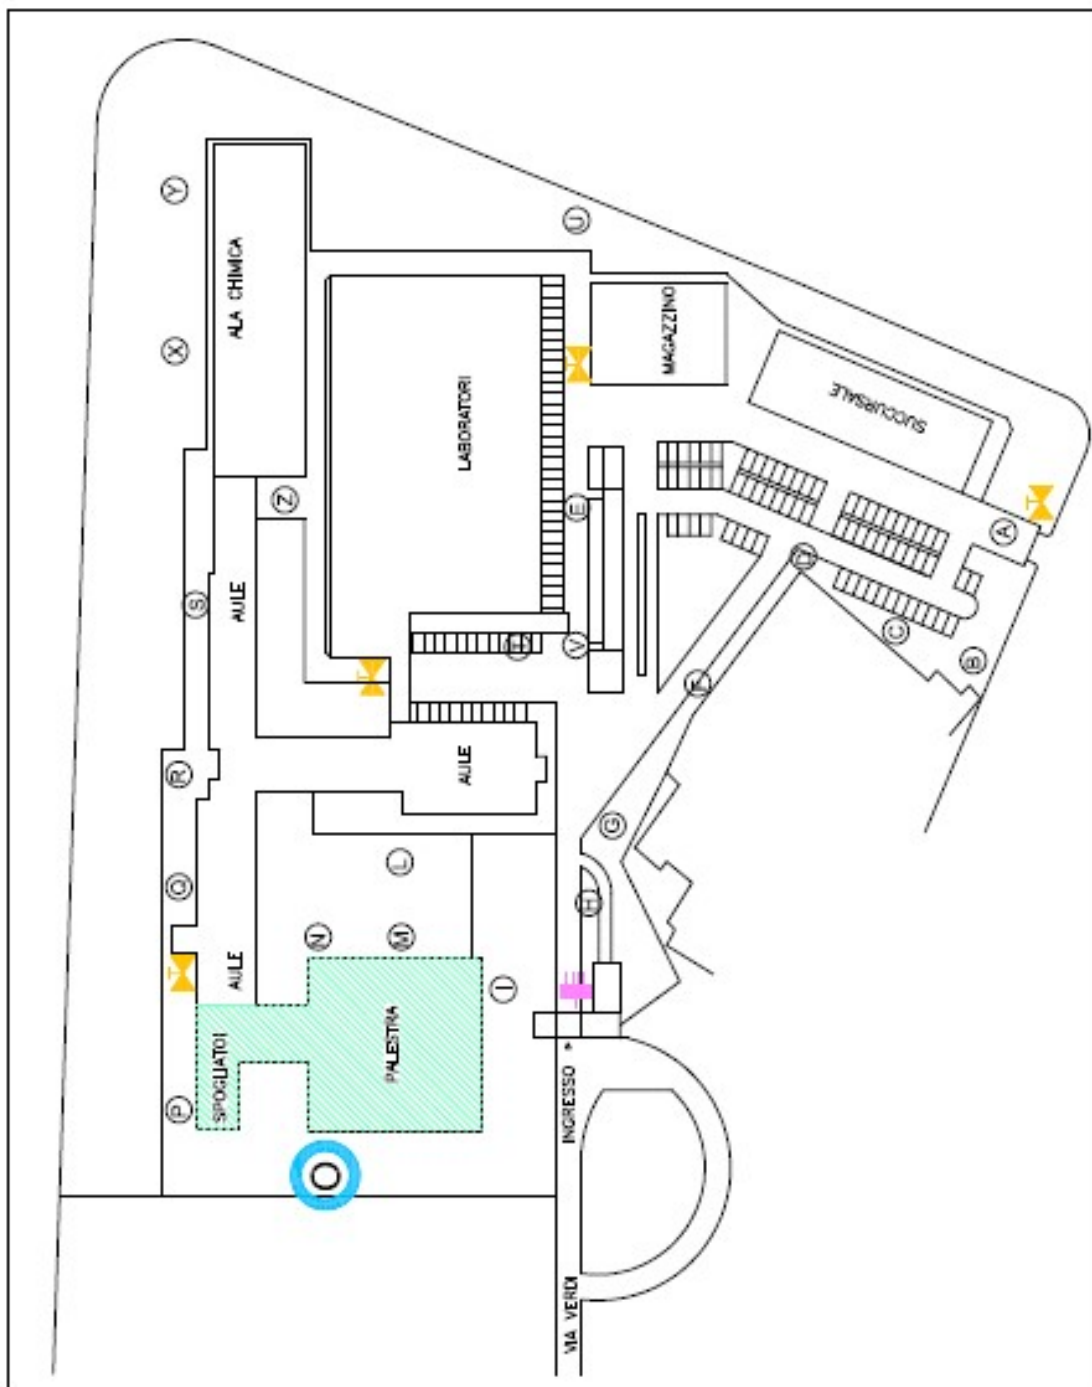 Y
U
ALA CHIMICA
X
MAGAZZINO
LABORATORI
SUCCURSALE
Z
E
A
S
AULE
D
C
T
V
B
F
R
AULE
G
L
Q
H
N
M
AULE
I
PALESTRA
SPOGLIATOI
P
INGRESSO
O
VIA VERDI